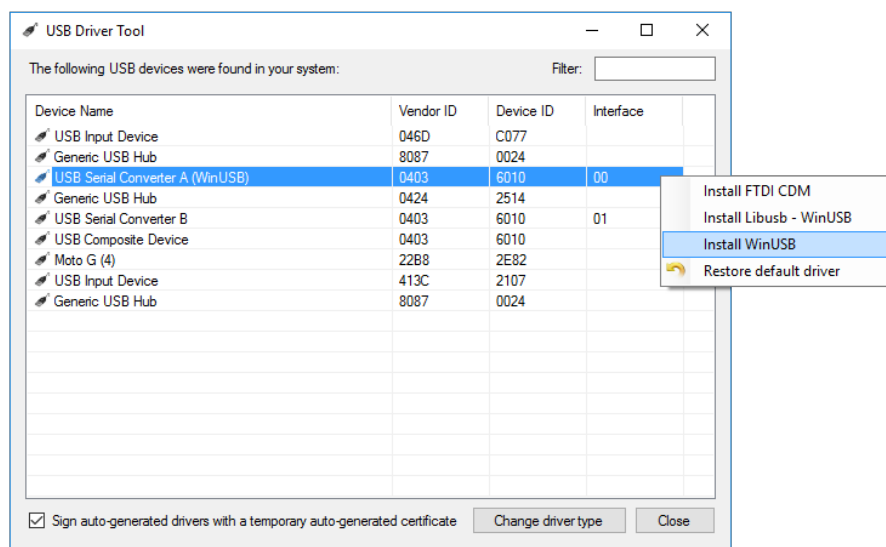 USB Driver Tool
The following USB devices were found in your system: Filter:
Device Name Vendor ID Device ID Interface
USB Input Device 046D C077
Generic USB Hub 8087 0024
USB Serial Converter A (WinUSB) 0403 6010 00
Generic USB Hub 0424 2514
USB Serial Converter B 0403 6010 01
USB Composite Device 0403 6010
Moto G (4) 22B8 2E82
USB Input Device 413C 2107
Generic USB Hub 8087 0024
Install FTDI CDM
Install Libusb - WinUSB
Install WinUSB
Restore default driver
Sign auto-generated drivers with a temporary auto-generated certificate Change driver type Close